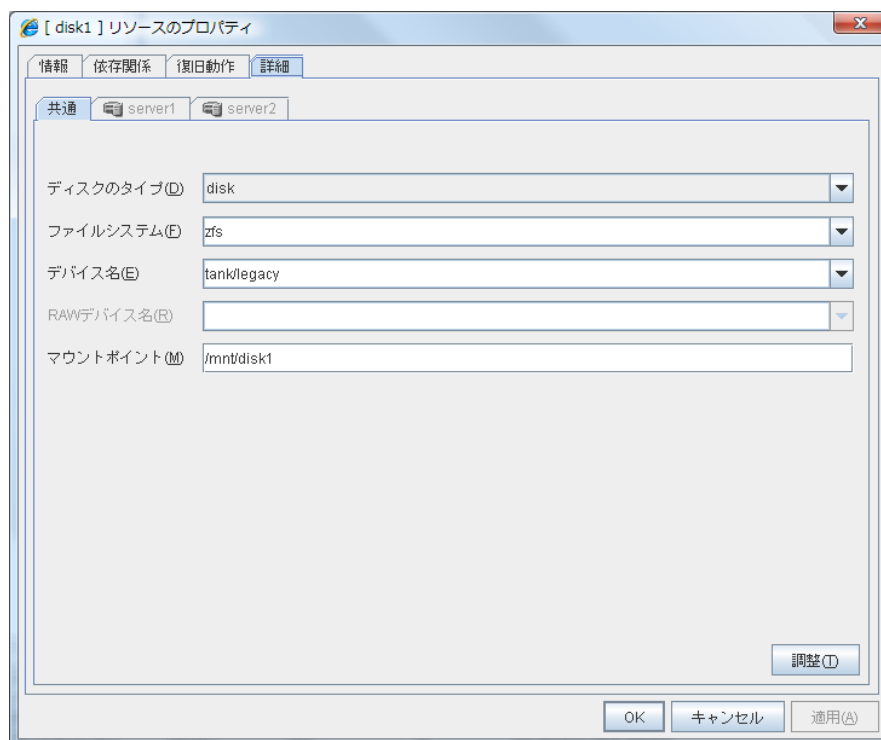 [ disk1 ] リソースのプロパティ
情報 依存関係 復旧動作 詳細
共通 server1 server2
ディスクのタイプ(D) disk
ファイルシステム(F) zfs
デバイス名(E) tank/legacy
RAWデバイス名(R)
マウントポイント(M) /mnt/disk1
調整(T)
OK キャンセル 適用(A)